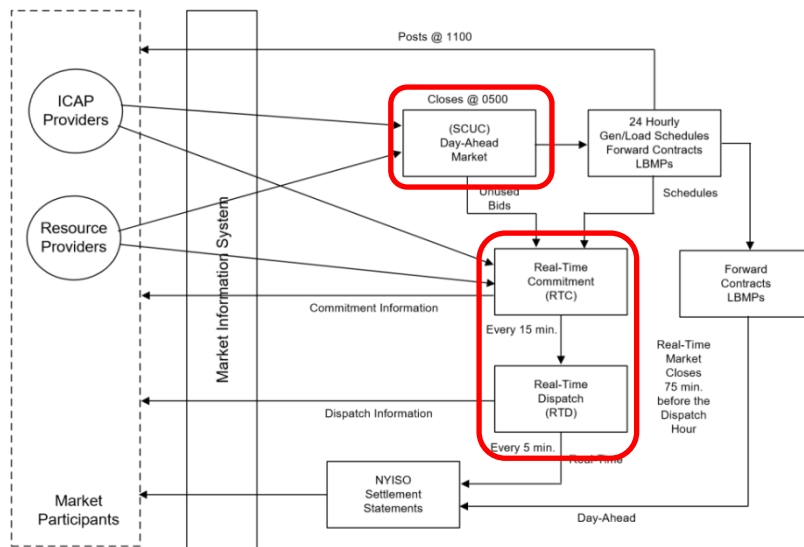 Posts @ 1100
ICAP
Providers
Closes @ 0500
(SCUC)
Day-Ahead
Market
24 Hourly
Gen/Load Schedules
Forward Contracts
LBMPs
Unused
Bids
Schedules
Resource
Providers
Market Information System
Real-Time
Commitment
(RTC)
Forward
Contracts
LBMPs
Commitment Information
Every 15 min.
Real-Time
Market
Closes
75 min.
before the
Dispatch
Hour
Real-Time
Dispatch
(RTD)
Dispatch Information
Every 5 min.
Real-Time
NYISO
Settlement
Statements
Market
Participants
Day-Ahead